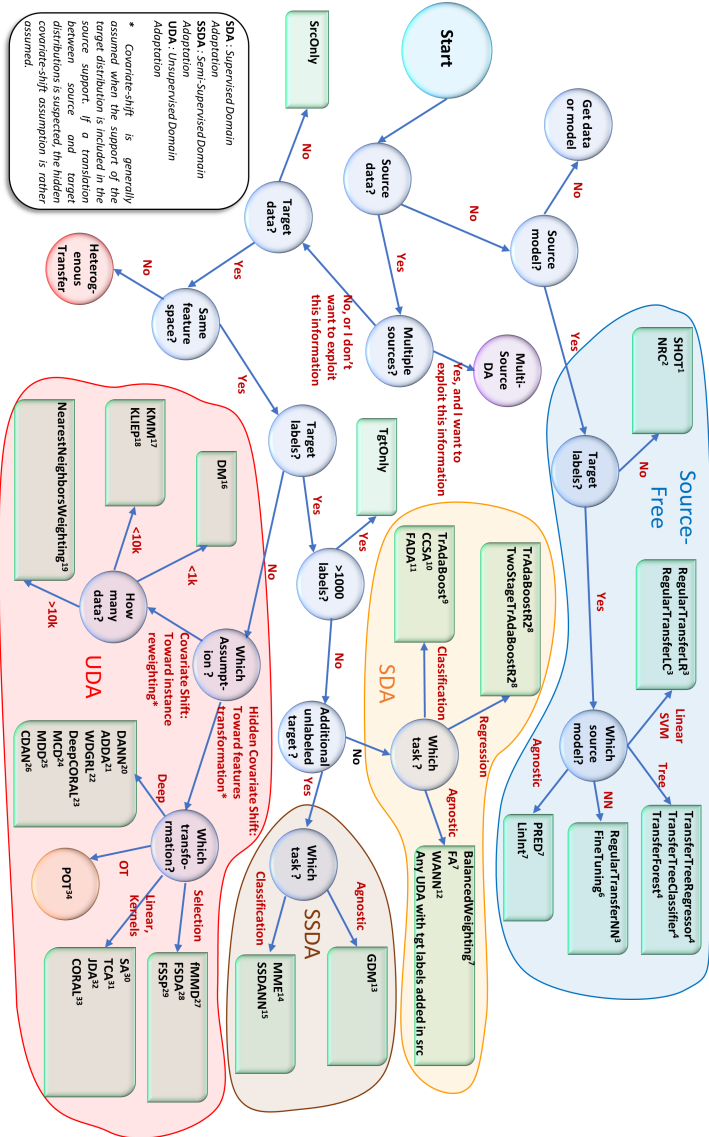 Get data
or model
No
Source
model?
Yes
SHOT¹
NRC²
No
Target
labels?
Source-
Free
Yes
RegularTransferLR³
RegularTransferLC³
Linear
SVM
Which
source
model?
Tree
TransferTreeRegressor⁴
TransferTreeClassifier⁴
TransferForest⁴
NN
RegularTransferNN³
FineTuning⁶
Agnostic
PRED⁷
LinInt⁷
Start
Source
data?
No
Yes
Multiple
sources?
Multi-
Source
DA
Yes, and I want to
exploit this information
No, or I don't
want to exploit
this information
SrcOnly
No
Target
data?
Yes
Same
feature
space?
No
Heterog-
enous
Transfer
Yes
Target
labels?
TgtOnly
Yes
Yes
>1000
labels?
No
No
Additional
unlabeled
target ?
No
Yes
SDA
TrAdaBoostR2⁸
TwoStageTrAdaBoostR2⁸
TrAdaBoost⁹
CCSA¹⁰
FADA¹¹
Regression
Classification
Which
task ?
Agnostic
BalancedWeighting⁷
FA⁷
WANN¹²
Any UDA with tgt labels added in src
Which
task ?
SSDA
Agnostic
GDM¹³
Classification
MME¹⁴
SSDANN¹⁵
Which
Assumpt-
ion ?
Covariate Shift:
Toward instance
reweighting*
Hidden Covariate Shift:
Toward features
transformation*
UDA
How
many
data?
<1k
DM¹⁶
<10k
KMM¹⁷
KLIEP¹⁸
>10k
NearestNeighborsWeighting¹⁹
Which
transfo-
rmation?
Deep
DANN²⁰
ADDA²¹
WDGRL²²
DeepCORAL²³
MCD²⁴
MDD²⁵
CDAN²⁶
Selection
fMMD²⁷
FSDA²⁸
FSSP²⁹
Linear,
Kernels
SA³⁰
TCA³¹
JDA³²
CORAL³³
OT
POT³⁴
SDA : Supervised Domain
Adaptation
SSDA : Semi-Supervised Domain
Adaptation
UDA : Unsupervised Domain
Adaptation
* Covariate-shift is generally
assumed when the support of the
target distribution is included in the
source support. If a translation
between source and target
distributions is suspected, the hidden
covariate-shift assumption is rather
assumed.